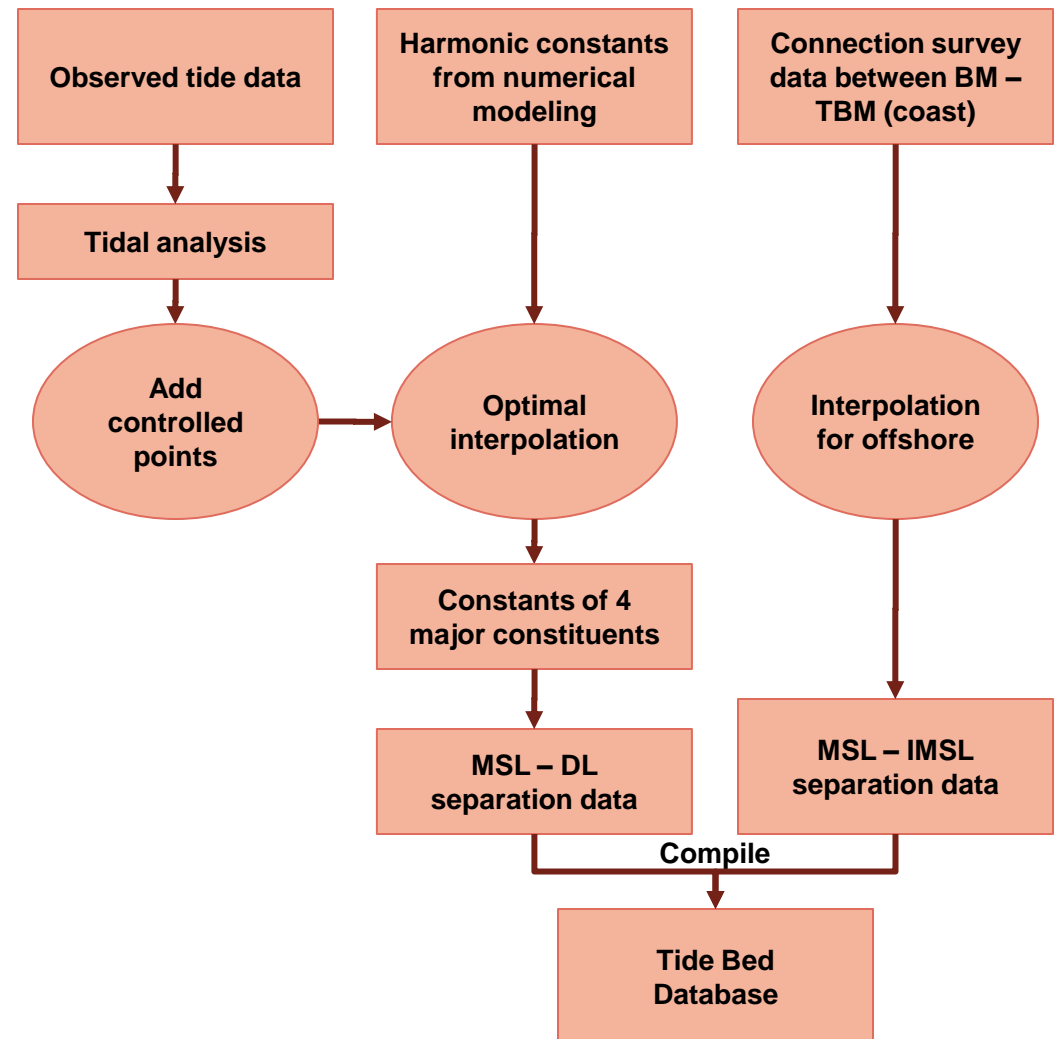 Observed tide data
Harmonic constants
from numerical
modeling
Connection survey
data between BM –
TBM (coast)
Tidal analysis
Add
controlled
points
Optimal
interpolation
Interpolation
for offshore
Constants of 4
major constituents
MSL – DL
separation data
MSL – IMSL
separation data
Compile
Tide Bed
Database